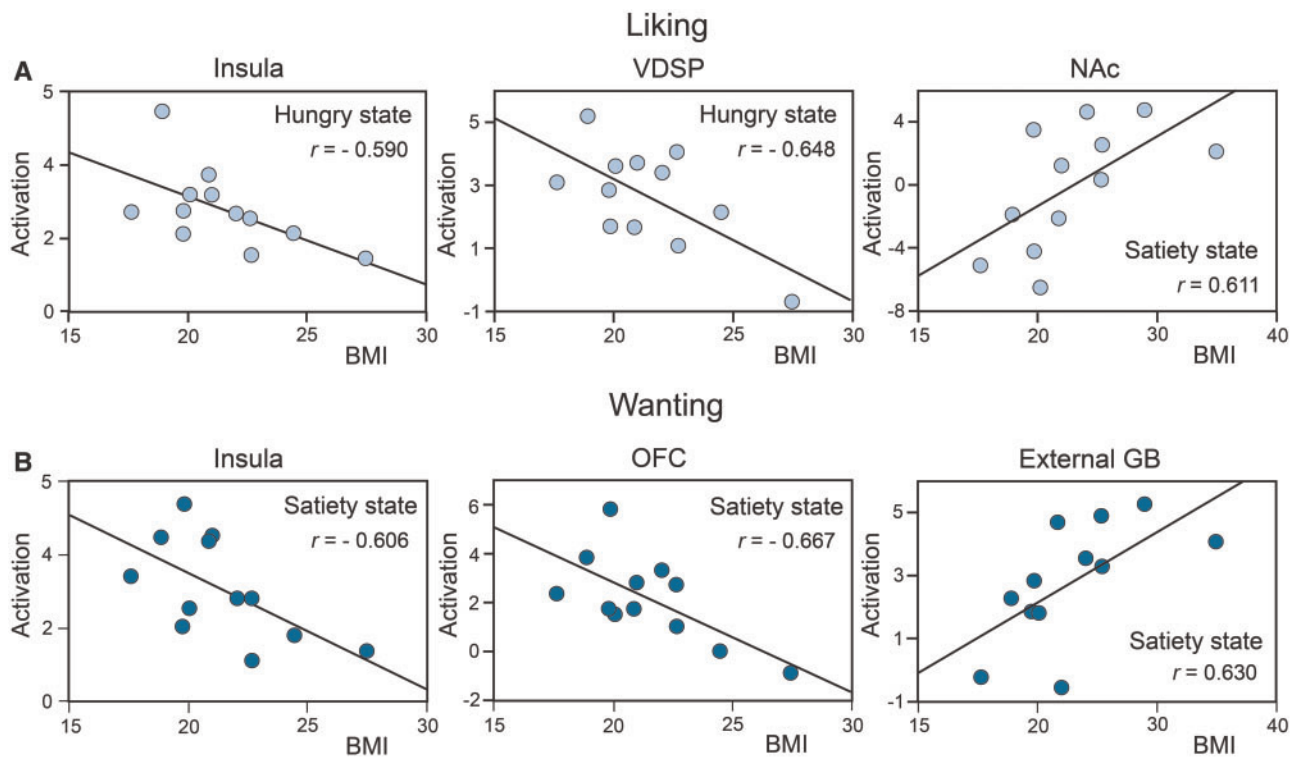 Liking
A
Insula
VDSP
NAc
Hungry state
r = - 0.590
Activation
5
4
2
0
15
20
25
30
BMI
Hungry state
r = - 0.648
Activation
5
3
1
-1
15
20
25
30
BMI
Satiety state
r = 0.611
Activation
4
0
-4
-8
15
20
30
40
BMI
Wanting
B
Insula
OFC
External GB
Satiety state
r = - 0.606
Activation
5
4
2
0
15
20
25
30
BMI
Satiety state
r = - 0.667
Activation
6
4
2
0
-2
15
20
25
30
BMI
Satiety state
r = 0.630
Activation
5
3
1
-1
15
20
30
40
BMI